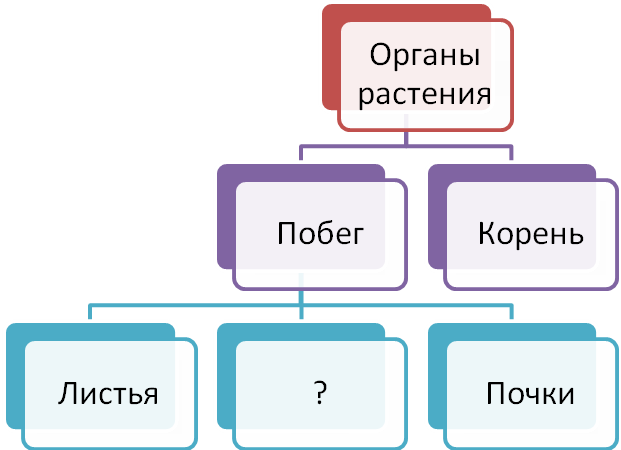 Органы
растения
Побег
Корень
Листья
?
Почки